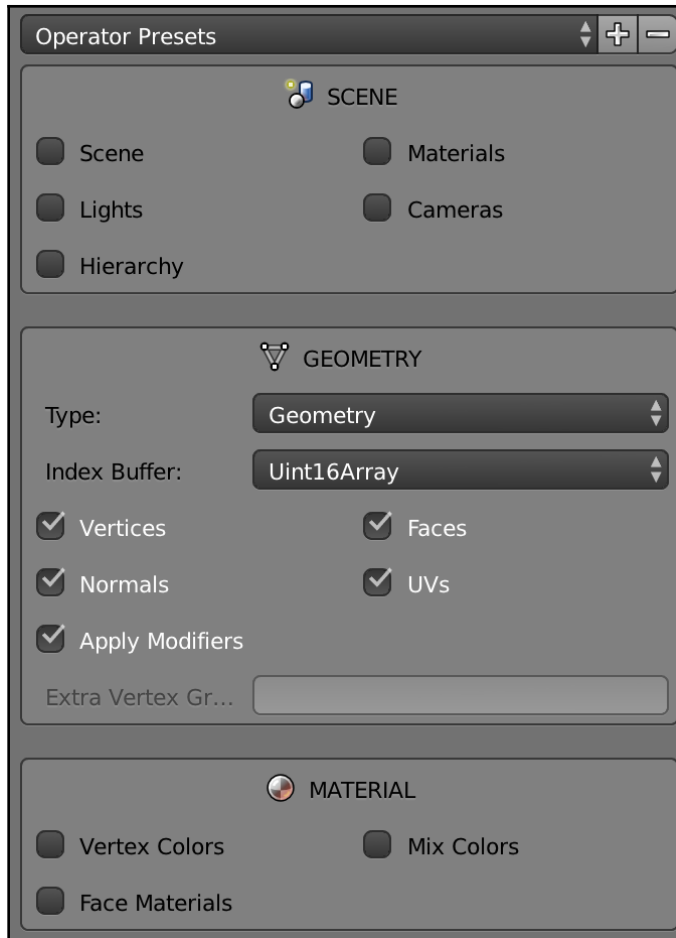 Operator Presets
SCENE
Scene Materials
Lights Cameras
Hierarchy
GEOMETRY
Type: Geometry
Index Buffer: Uint16Array
Vertices Faces
Normals UVs
Apply Modifiers
Extra Vertex Gr...
MATERIAL
Vertex Colors Mix Colors
Face Materials